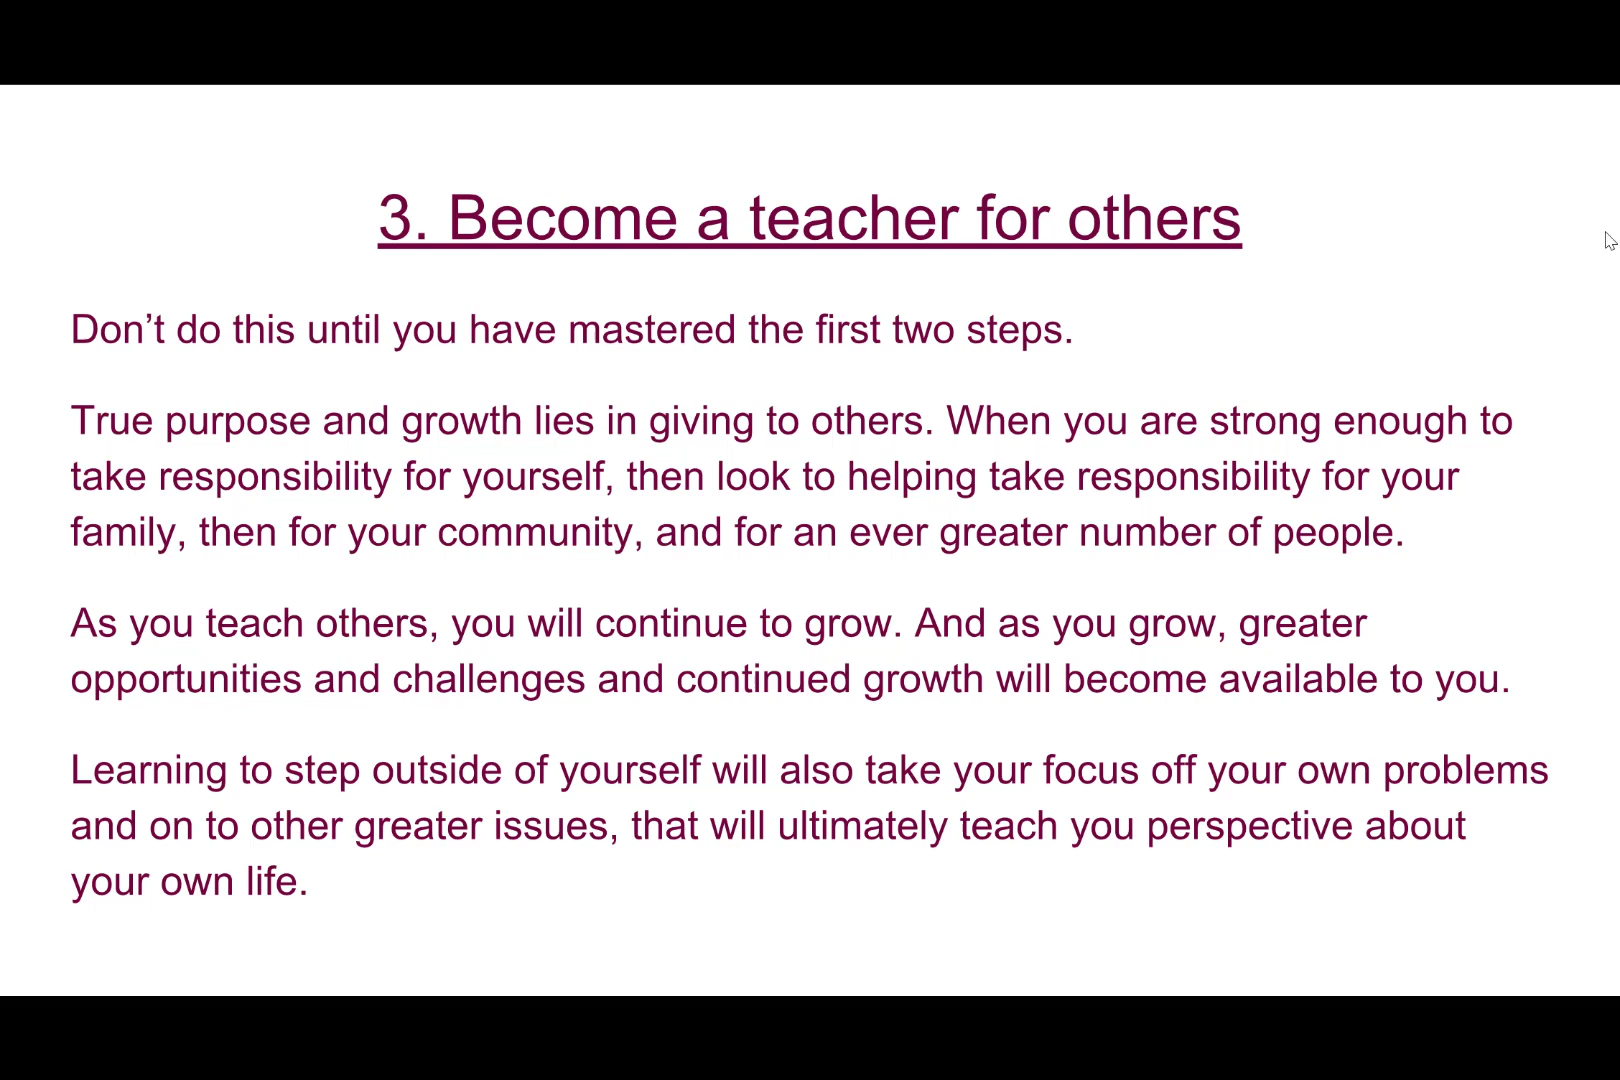 3. Become a teacher for others
Don’t do this until you have mastered the first two steps.
True purpose and growth lies in giving to others. When you are strong enough to
take responsibility for yourself, then look to helping take responsibility for your
family, then for your community, and for an ever greater number of people.
As you teach others, you will continue to grow. And as you grow, greater
opportunities and challenges and continued growth will become available to you.
Learning to step outside of yourself will also take your focus off your own problems
and on to other greater issues, that will ultimately teach you perspective about
your own life.